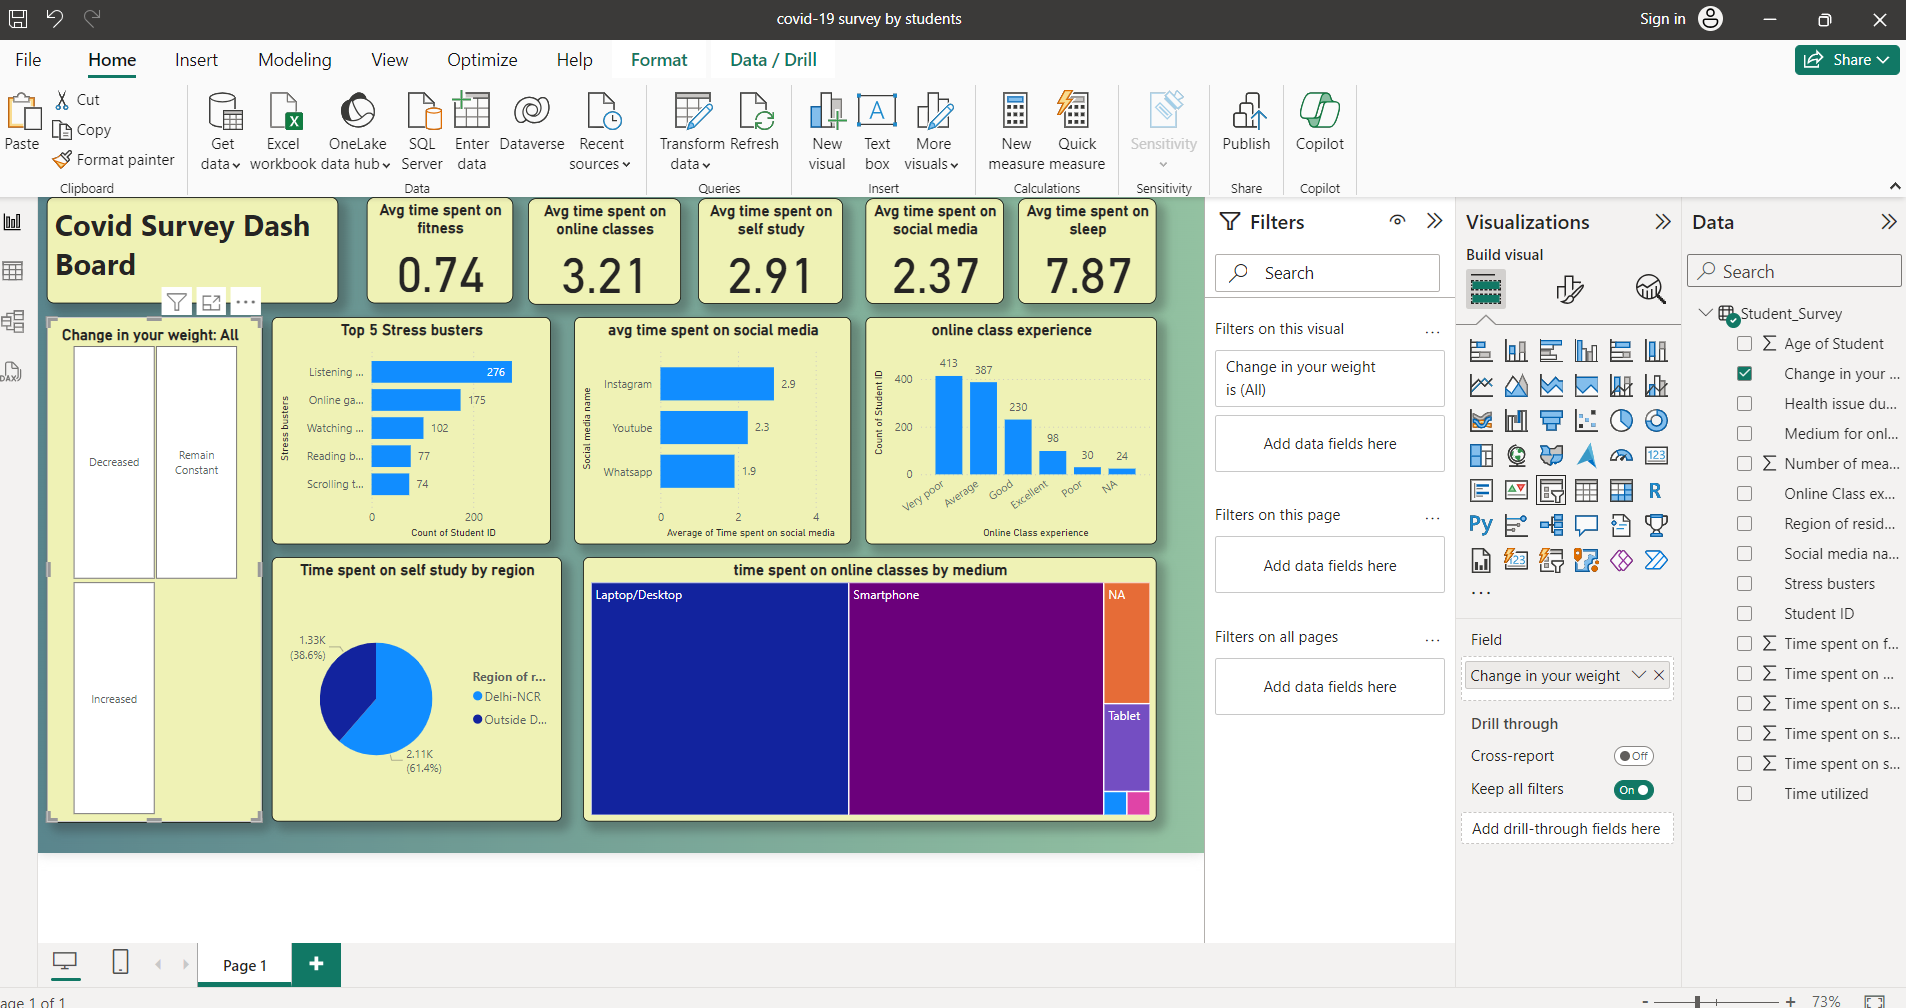 covid-19 survey by students
Sign in
File
Home
Insert
Modeling
View
Optimize
Help
Format
Data / Drill
Share
Paste
Cut
Copy
Format painter
Clipboard
Get
data
Excel
workbook
OneLake
data hub
SQL
Server
Enter
data
Dataverse
Recent
sources
Data
Transform
data
Refresh
Queries
New
visual
Text
box
More
visuals
Insert
New
measure
Quick
measure
Calculations
Sensitivity
Sensitivity
Publish
Share
Copilot
Copilot
Covid Survey Dash
Board
Avg time spent on
fitness
0.74
Avg time spent on
online classes
3.21
Avg time spent on
self study
2.91
Avg time spent on
social media
2.37
Avg time spent on
sleep
7.87
Change in your weight: All
Decreased
Remain
Constant
Increased
Top 5 Stress busters
Stress busters
Listening ...
276
Online ga...
175
Watching ...
102
Reading b...
77
Scrolling t...
74
0
200
Count of Student ID
avg time spent on social media
Social media name
Instagram
2.9
Youtube
2.3
Whatsapp
1.9
0
2
4
Average of Time spent on social media
online class experience
Count of Student ID
400
200
0
413
387
230
98
30
24
Very poor
Average
Good
Excellent
Poor
NA
Online Class experience
Time spent on self study by region
1.33K
(38.6%)
2.11K
(61.4%)
Region of r...
Delhi-NCR
Outside D...
time spent on online classes by medium
Laptop/Desktop
Smartphone
NA
Tablet
Filters
Search
Filters on this visual
...
Change in your weight
is (All)
Add data fields here
Filters on this page
...
Add data fields here
Filters on all pages
...
Add data fields here
Visualizations
Build visual
123
R
Py
123
...
Field
Change in your weight
Drill through
Cross-report
Off
Keep all filters
On
Add drill-through fields here
Data
Search
Student_Survey
Age of Student
Change in your ...
Health issue du...
Medium for onl...
Number of mea...
Online Class ex...
Region of resid...
Social media na...
Stress busters
Student ID
Time spent on f...
Time spent on ...
Time spent on s...
Time spent on s...
Time spent on s...
Time utilized
DAX
Page 1
age 1 of 1
- + 73%